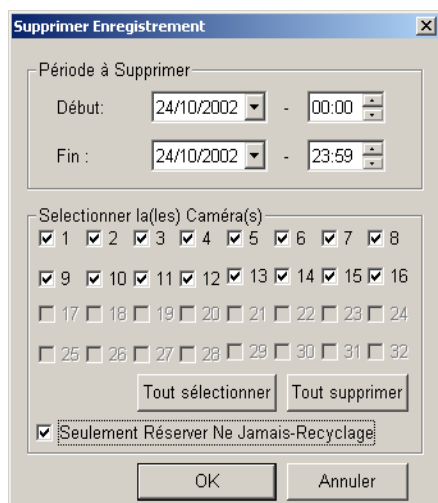 Supprimer Enregistrement
Période à Supprimer
Début: 24/10/2002 - 00:00
Fin : 24/10/2002 - 23:59
Selectionner la(les) Caméra(s)
1 2 3 4 5 6 7 8
9 10 11 12 13 14 15 16
17 18 19 20 21 22 23 24
25 26 27 28 29 30 31 32
Tout sélectionner Tout supprimer
Seulement Réserver Ne Jamais-Recyclage
OK Annuler